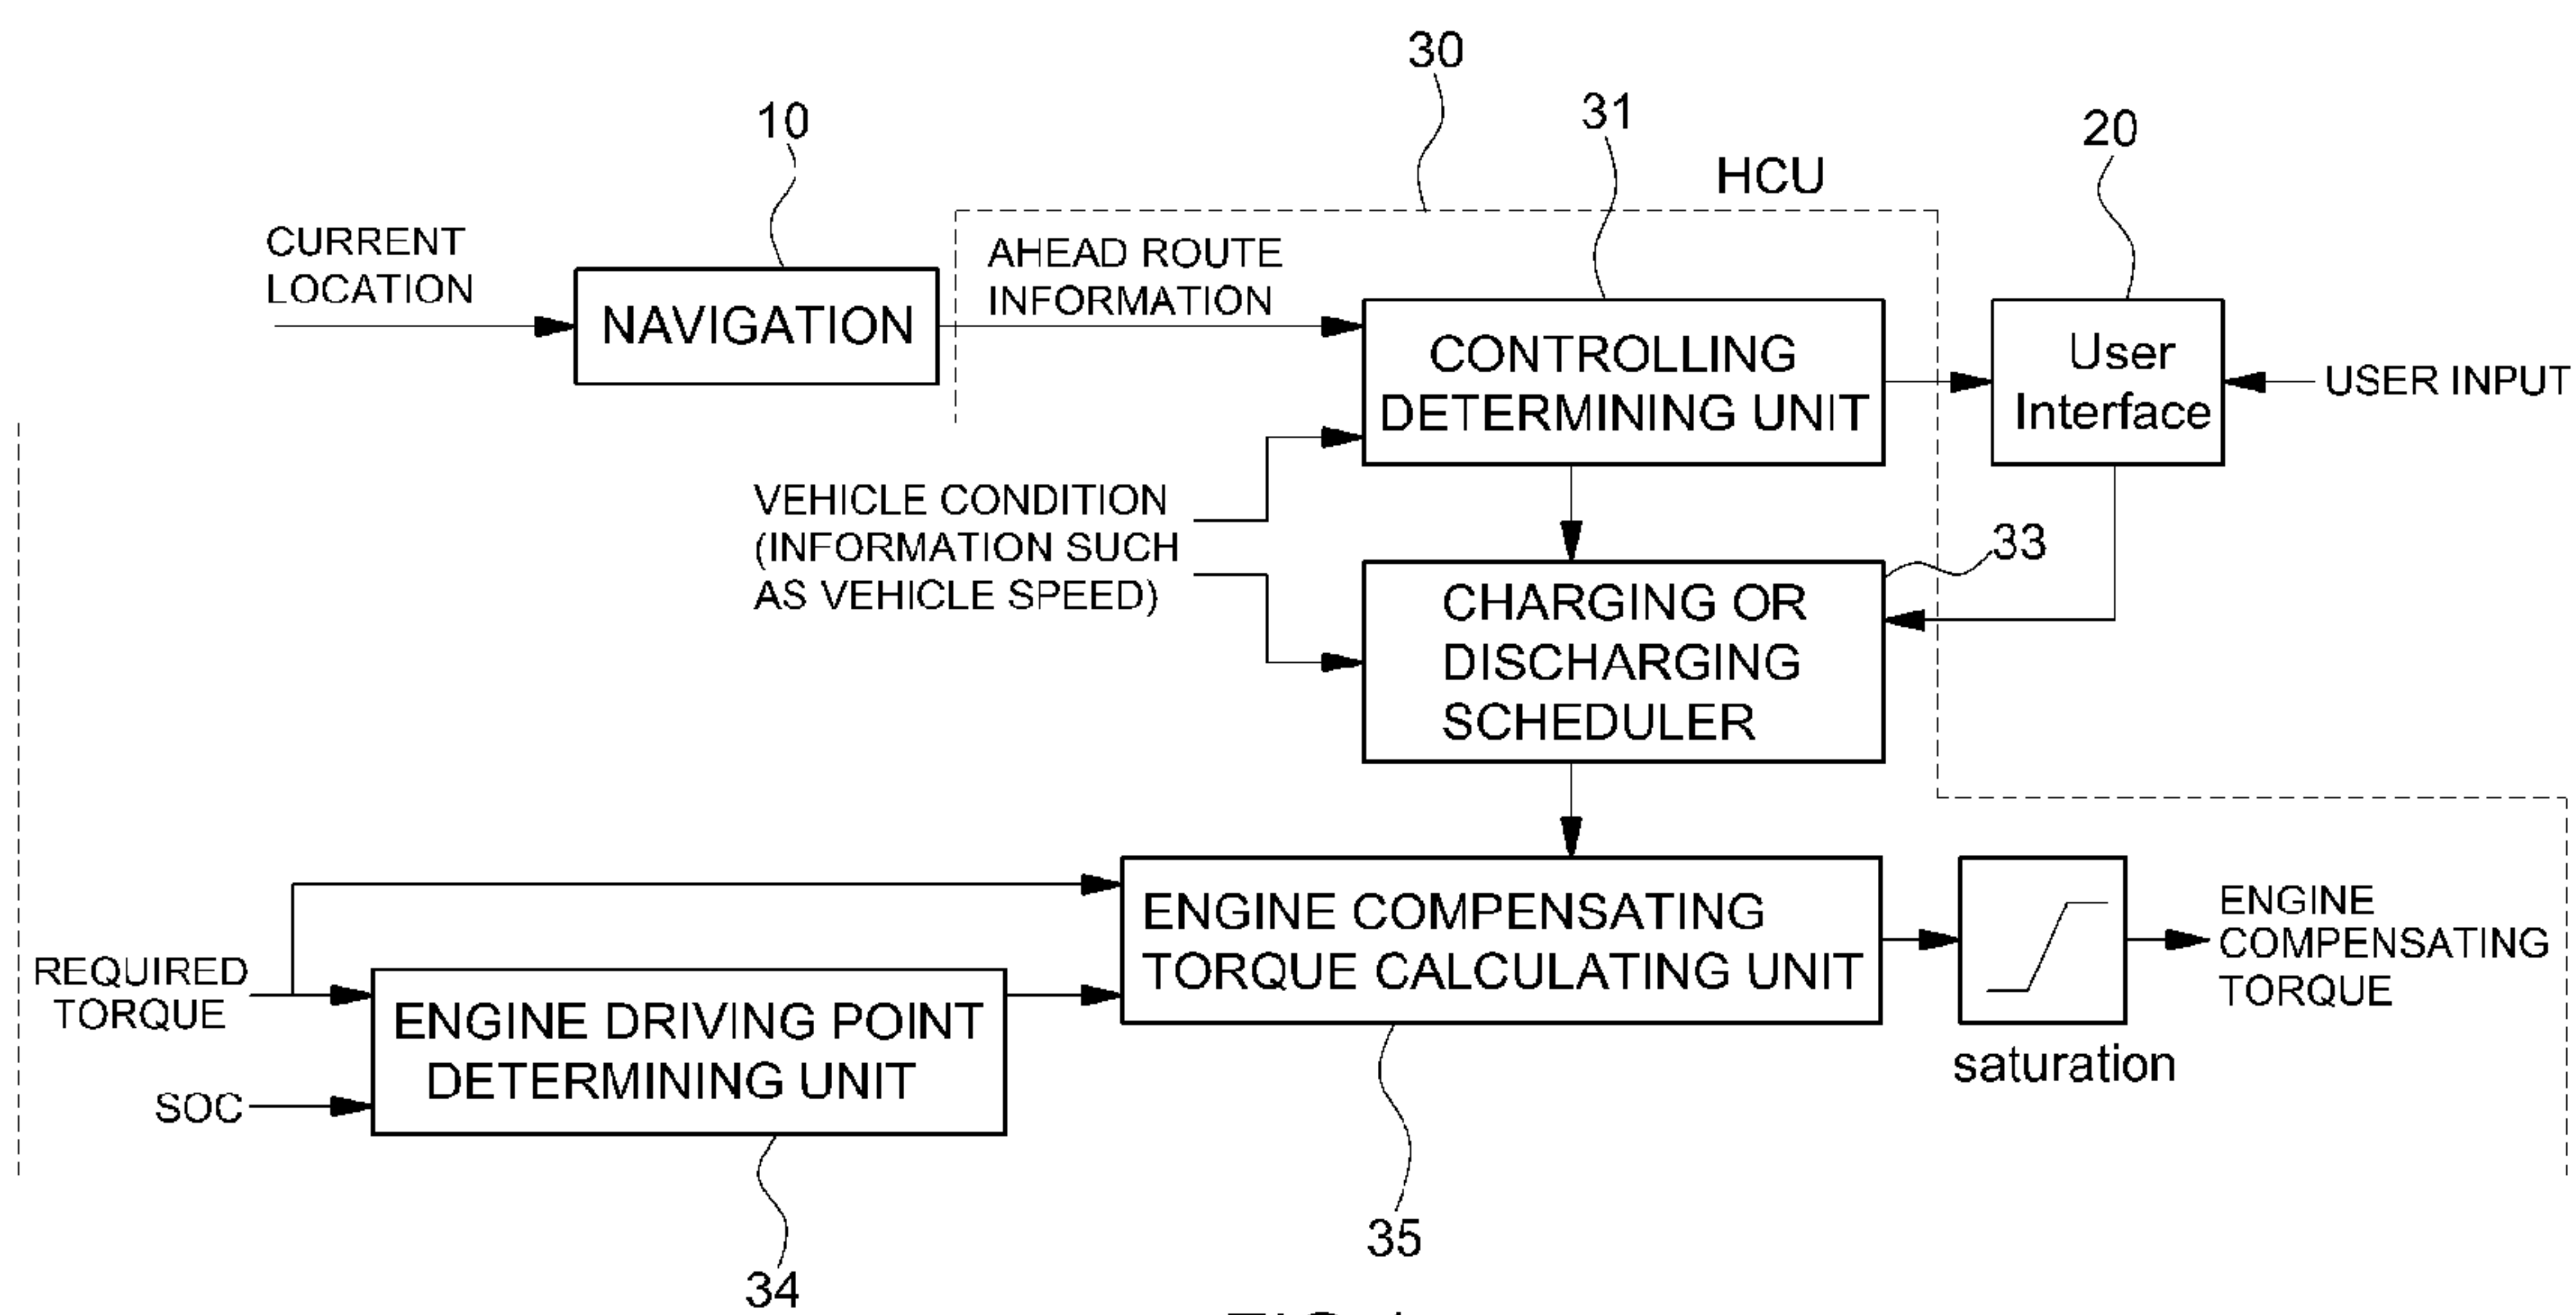 30
10
31
20
HCU
CURRENT
LOCATION
AHEAD ROUTE
INFORMATION
NAVIGATION
CONTROLLING
DETERMINING UNIT
User
Interface
USER INPUT
VEHICLE CONDITION
(INFORMATION SUCH
AS VEHICLE SPEED)
33
CHARGING OR
DISCHARGING
SCHEDULER
REQUIRED
TORQUE
SOC
ENGINE DRIVING POINT
DETERMINING UNIT
ENGINE COMPENSATING
TORQUE CALCULATING UNIT
saturation
ENGINE
COMPENSATING
TORQUE
35
34